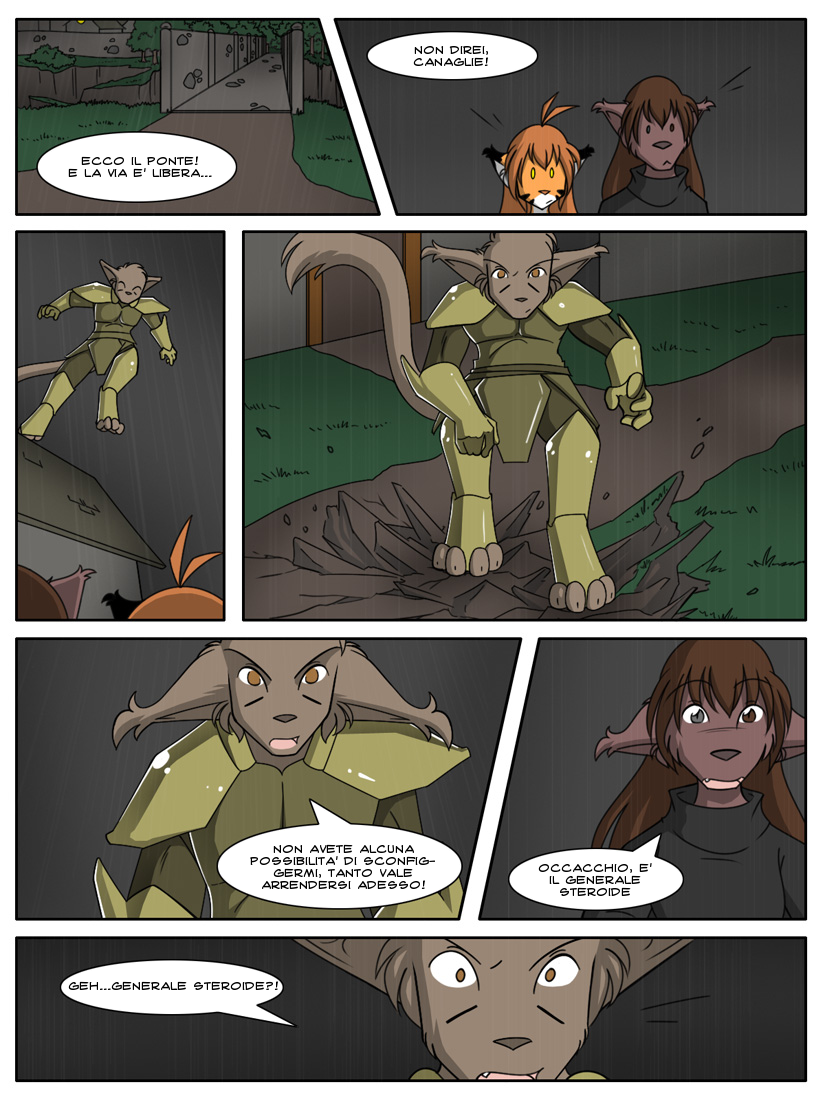 ECCO IL PONTE!
E LA VIA E' LIBERA...
NON DIREI,
CANAGLIE!
NON AVETE ALCUNA
POSSIBILITA' DI SCONFIG-
GERMI, TANTO VALE
ARRENDERSI ADESSO!
OCCACCHIO, E'
IL GENERALE
STEROIDE
GEH...GENERALE STEROIDE?!